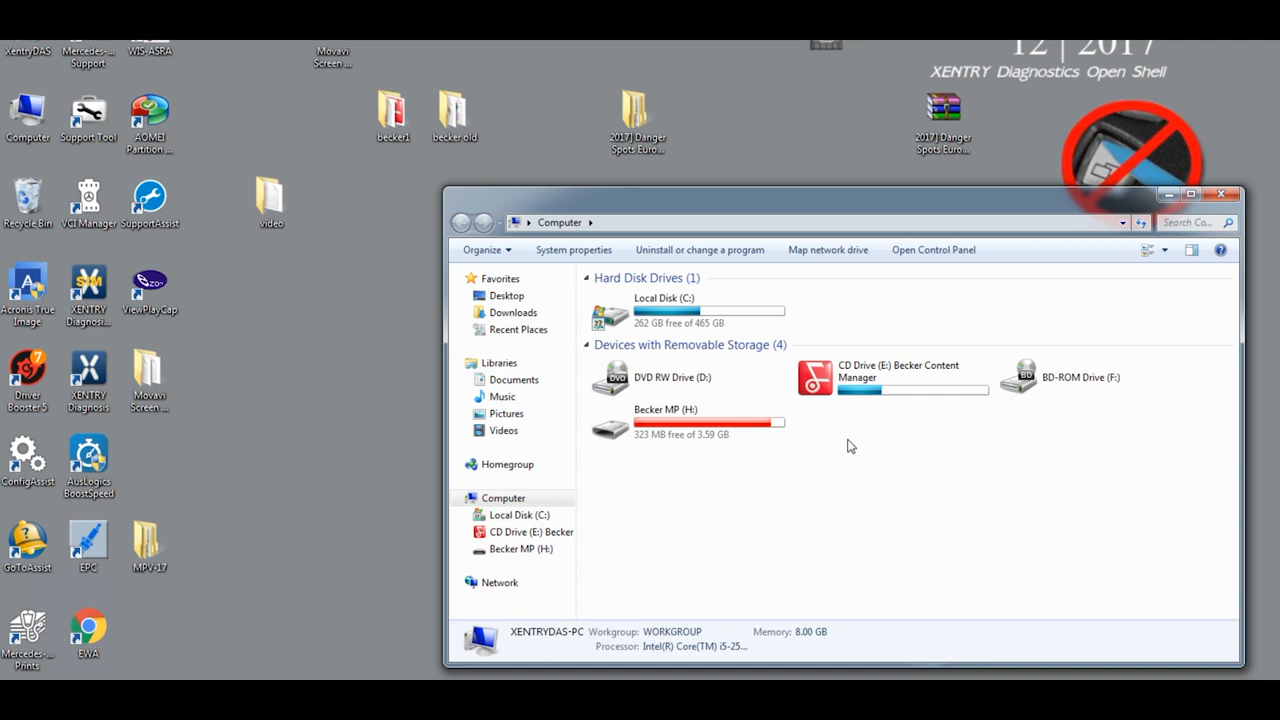 12 | 2017
XENTRY Diagnostics Open Shell
XentryDAS
Mercedes-...
Support
WIS-ASRA
Movavi
Screen ...
Computer
Support Tool
AOMEI
Partition ...
becker1
becker old
2017] Danger
Spots Euro...
2017] Danger
Spots Euro...
Recycle Bin
VCI Manager
SupportAssist
video
Acronis True
Image
XENTRY
Diagnosi...
ViewPlayCap
Driver
Booster 5
XENTRY
Diagnosis
Movavi
Screen ...
ConfigAssist
AusLogics
BoostSpeed
GoToAssist
EPC
MPV-17
Mercedes-...
Prints
EWA
Computer
Search Co...
Organize
System properties
Uninstall or change a program
Map network drive
Open Control Panel
Favorites
Desktop
Downloads
Recent Places
Libraries
Documents
Music
Pictures
Videos
Homegroup
Computer
Local Disk (C:)
CD Drive (E:) Becker
Becker MP (H:)
Network
Hard Disk Drives (1)
Local Disk (C:)
262 GB free of 465 GB
Devices with Removable Storage (4)
DVD RW Drive (D:)
CD Drive (E:) Becker Content
Manager
BD-ROM Drive (F:)
Becker MP (H:)
323 MB free of 3.59 GB
XENTRYDAS-PC
Workgroup: WORKGROUP
Memory: 8.00 GB
Processor: Intel(R) Core(TM) i5-25...